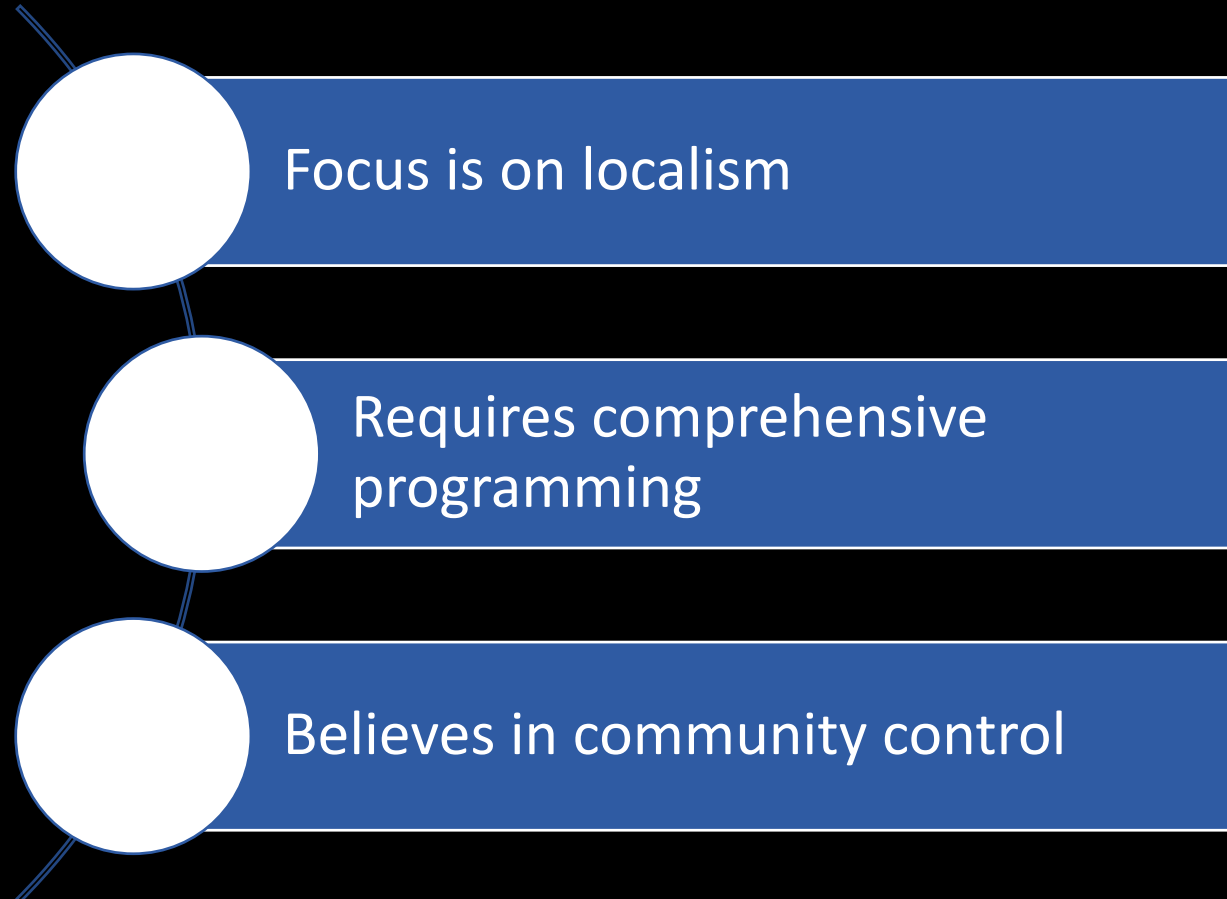 Focus is on localism
Requires comprehensive
programming
Believes in community control